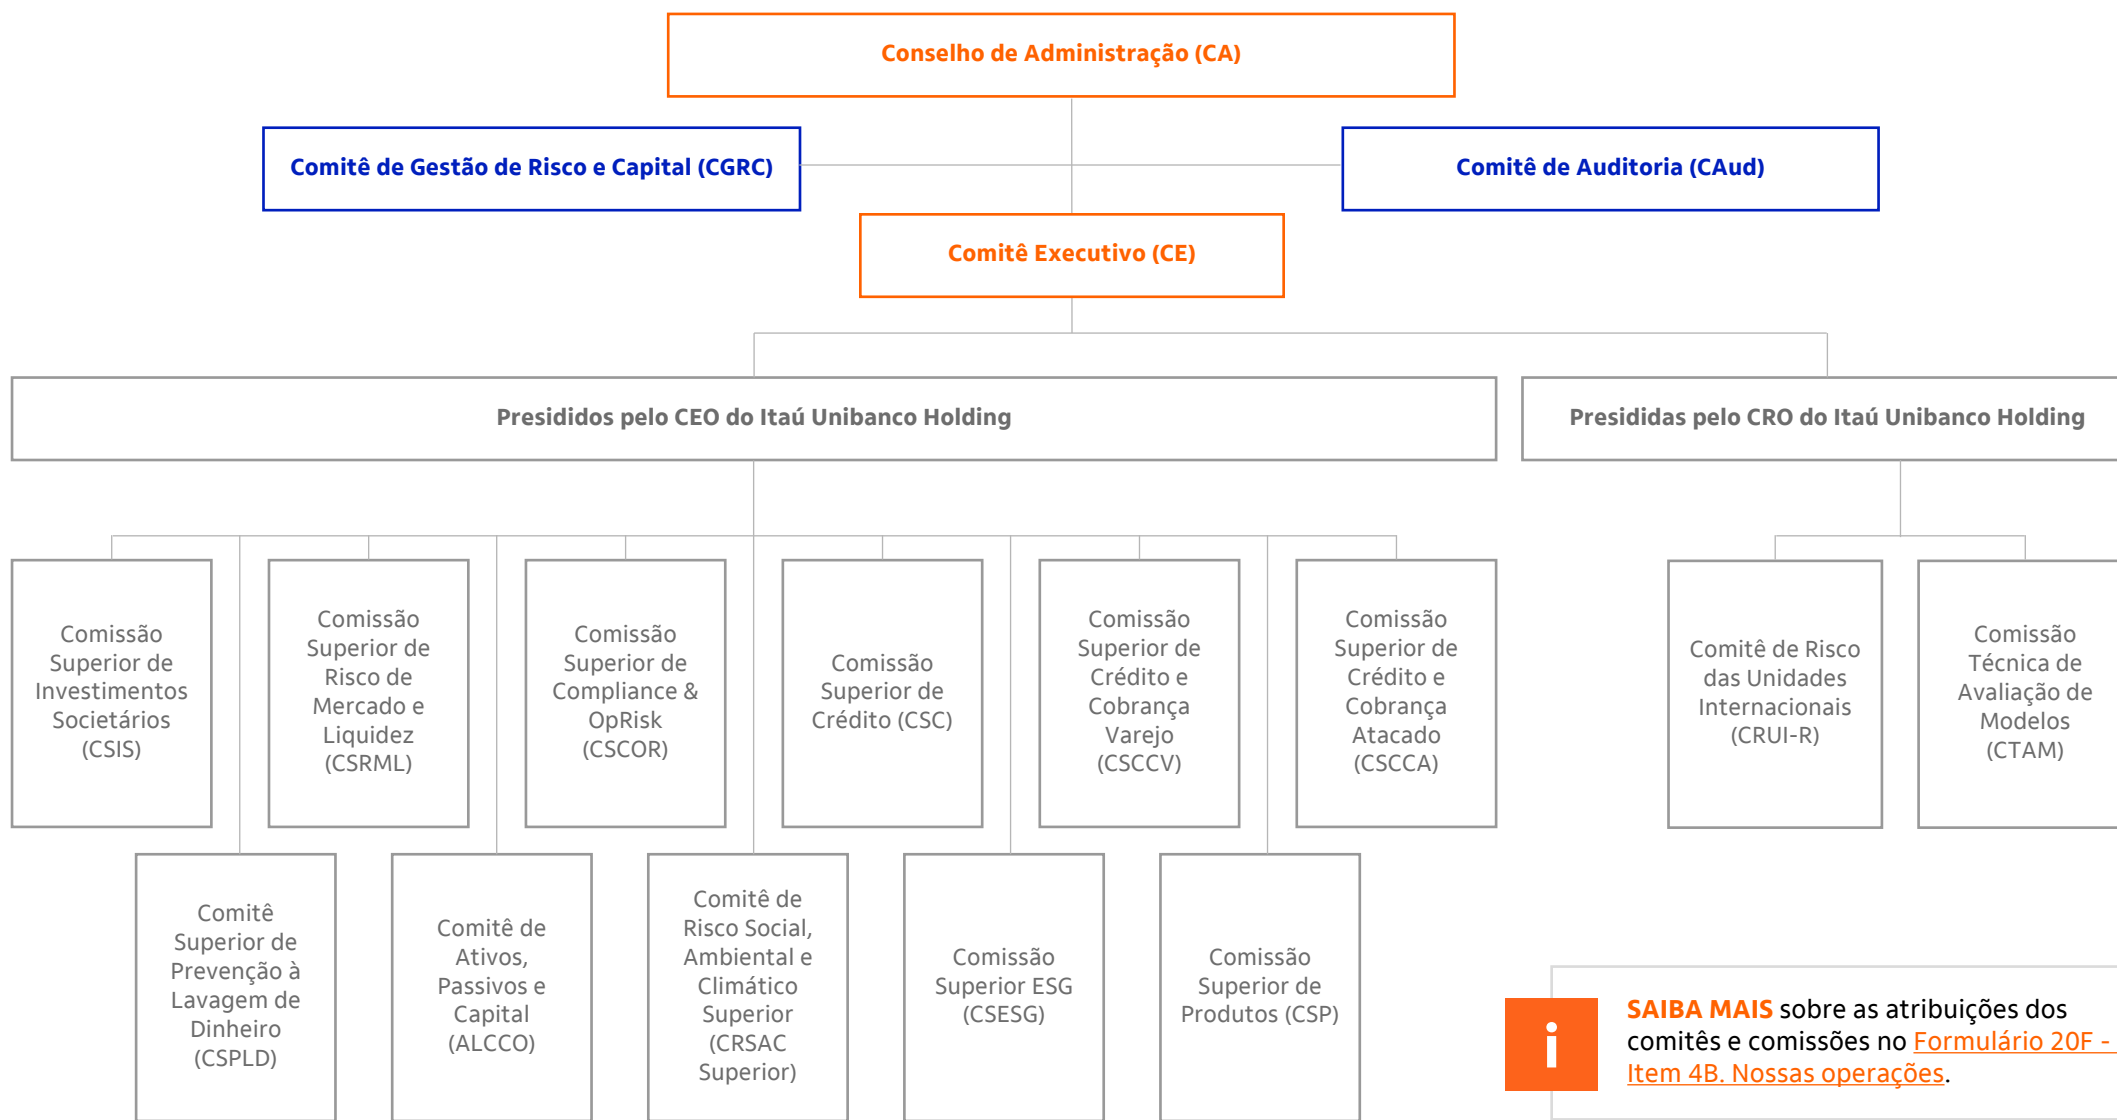 Conselho de Administração (CA)
Comitê de Gestão de Risco e Capital (CGRC)
Comitê de Auditoria (CAud)
Comitê Executivo (CE)
Presididos pelo CEO do Itaú Unibanco Holding
Presididas pelo CRO do Itaú Unibanco Holding
Comissão
Superior de
Investimentos
Societários
(CSIS)
Comissão
Superior de
Risco de
Mercado e
Liquidez
(CSRML)
Comissão
Superior de
Compliance &
OpRisk
(CSCOR)
Comissão
Superior de
Crédito (CSC)
Comissão
Superior de
Crédito e
Cobrança
Varejo
(CSCCV)
Comissão
Superior de
Crédito e
Cobrança
Atacado
(CSCCA)
Comitê de Risco
das Unidades
Internacionais
(CRUI-R)
Comissão
Técnica de
Avaliação de
Modelos
(CTAM)
Comitê
Superior de
Prevenção à
Lavagem de
Dinheiro
(CSPLD)
Comitê de
Ativos,
Passivos e
Capital
(ALCCO)
Comitê de
Risco Social,
Ambiental e
Climático
Superior
(CRSAC
Superior)
Comissão
Superior ESG
(CSESG)
Comissão
Superior de
Produtos (CSP)
i
SAIBA MAIS sobre as atribuições dos
comitês e comissões no Formulário 20F -
Item 4B. Nossas operações.